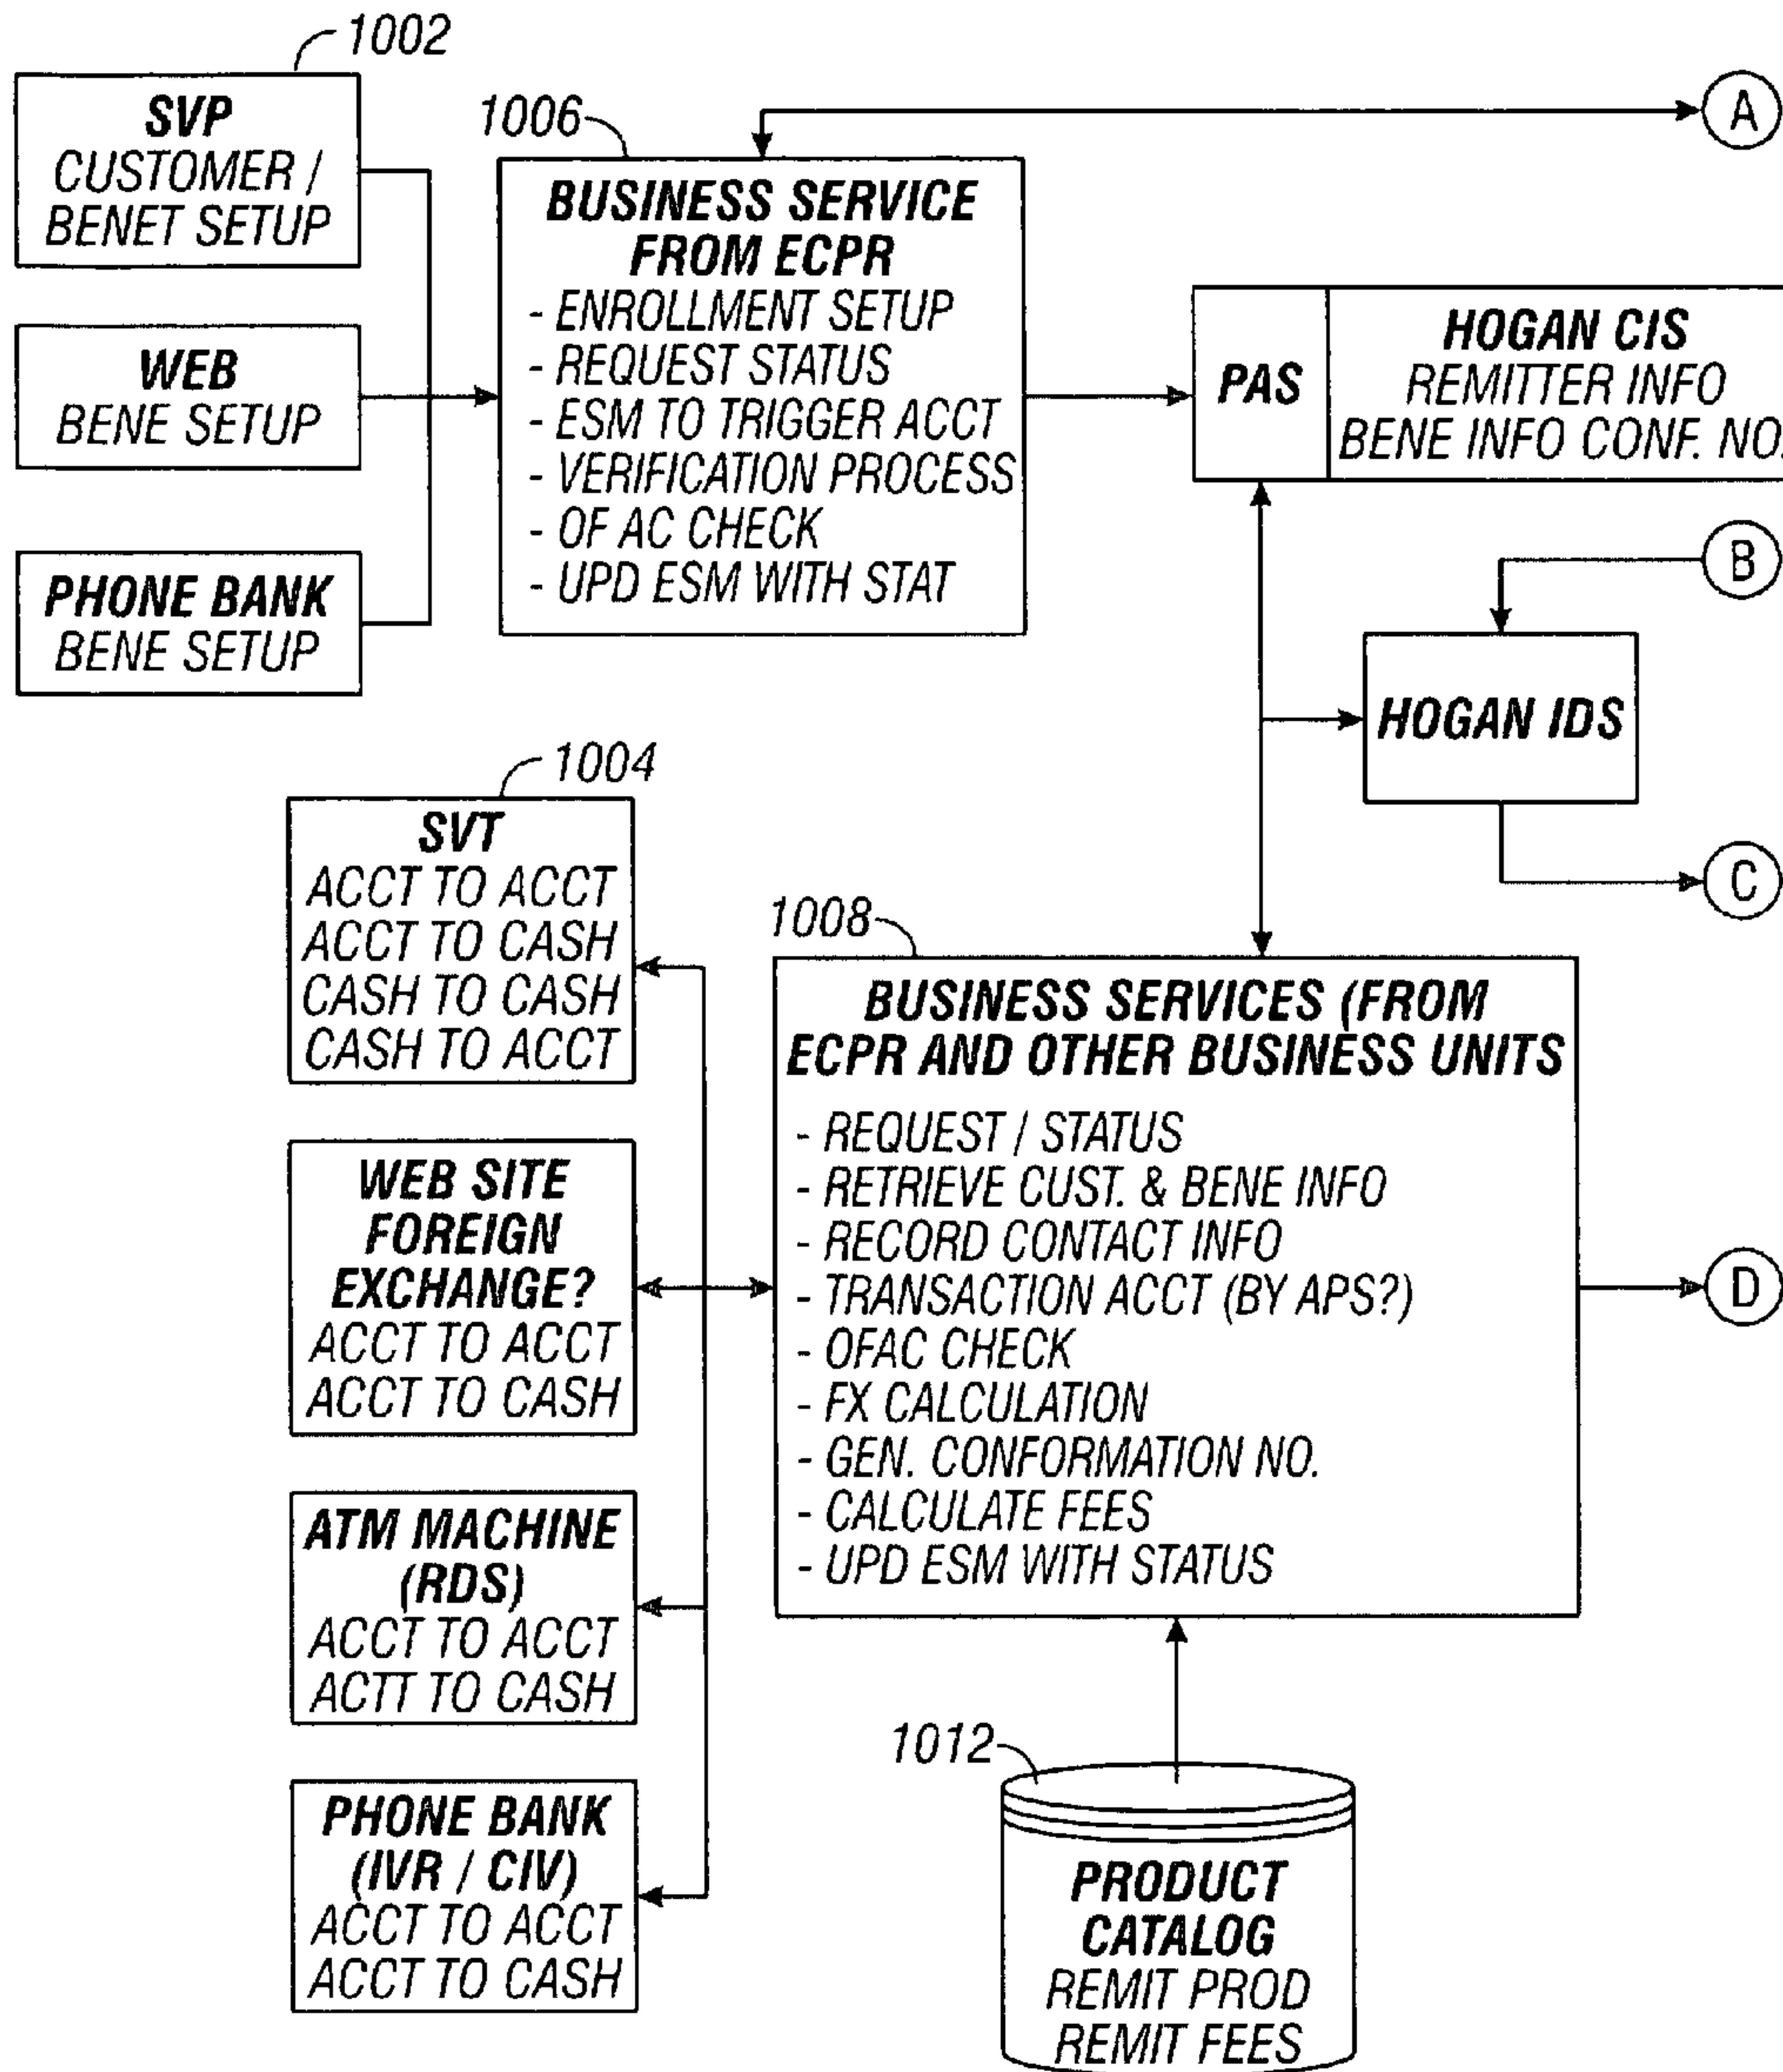 1002
SVP
CUSTOMER /
BENET SETUP
WEB
BENE SETUP
PHONE BANK
BENE SETUP
1006
BUSINESS SERVICE
FROM ECPR
- ENROLLMENT SETUP
- REQUEST STATUS
- ESM TO TRIGGER ACCT
- VERIFICATION PROCESS
- OF AC CHECK
- UPD ESM WITH STAT
A
PAS
HOGAN CIS
REMITTER INFO
BENE INFO CONF. NO.
B
HOGAN IDS
C
1004
SVT
ACCT TO ACCT
ACCT TO CASH
CASH TO CASH
CASH TO ACCT
WEB SITE
FOREIGN
EXCHANGE?
ACCT TO ACCT
ACCT TO CASH
ATM MACHINE
(RDS)
ACCT TO ACCT
ACTT TO CASH
PHONE BANK
(IVR / CIV)
ACCT TO ACCT
ACCT TO CASH
1008
BUSINESS SERVICES (FROM
ECPR AND OTHER BUSINESS UNITS
- REQUEST / STATUS
- RETRIEVE CUST. & BENE INFO
- RECORD CONTACT INFO
- TRANSACTION ACCT (BY APS?)
- OFAC CHECK
- FX CALCULATION
- GEN. CONFORMATION NO.
- CALCULATE FEES
- UPD ESM WITH STATUS
D
1012
PRODUCT
CATALOG
REMIT PROD
REMIT FEES